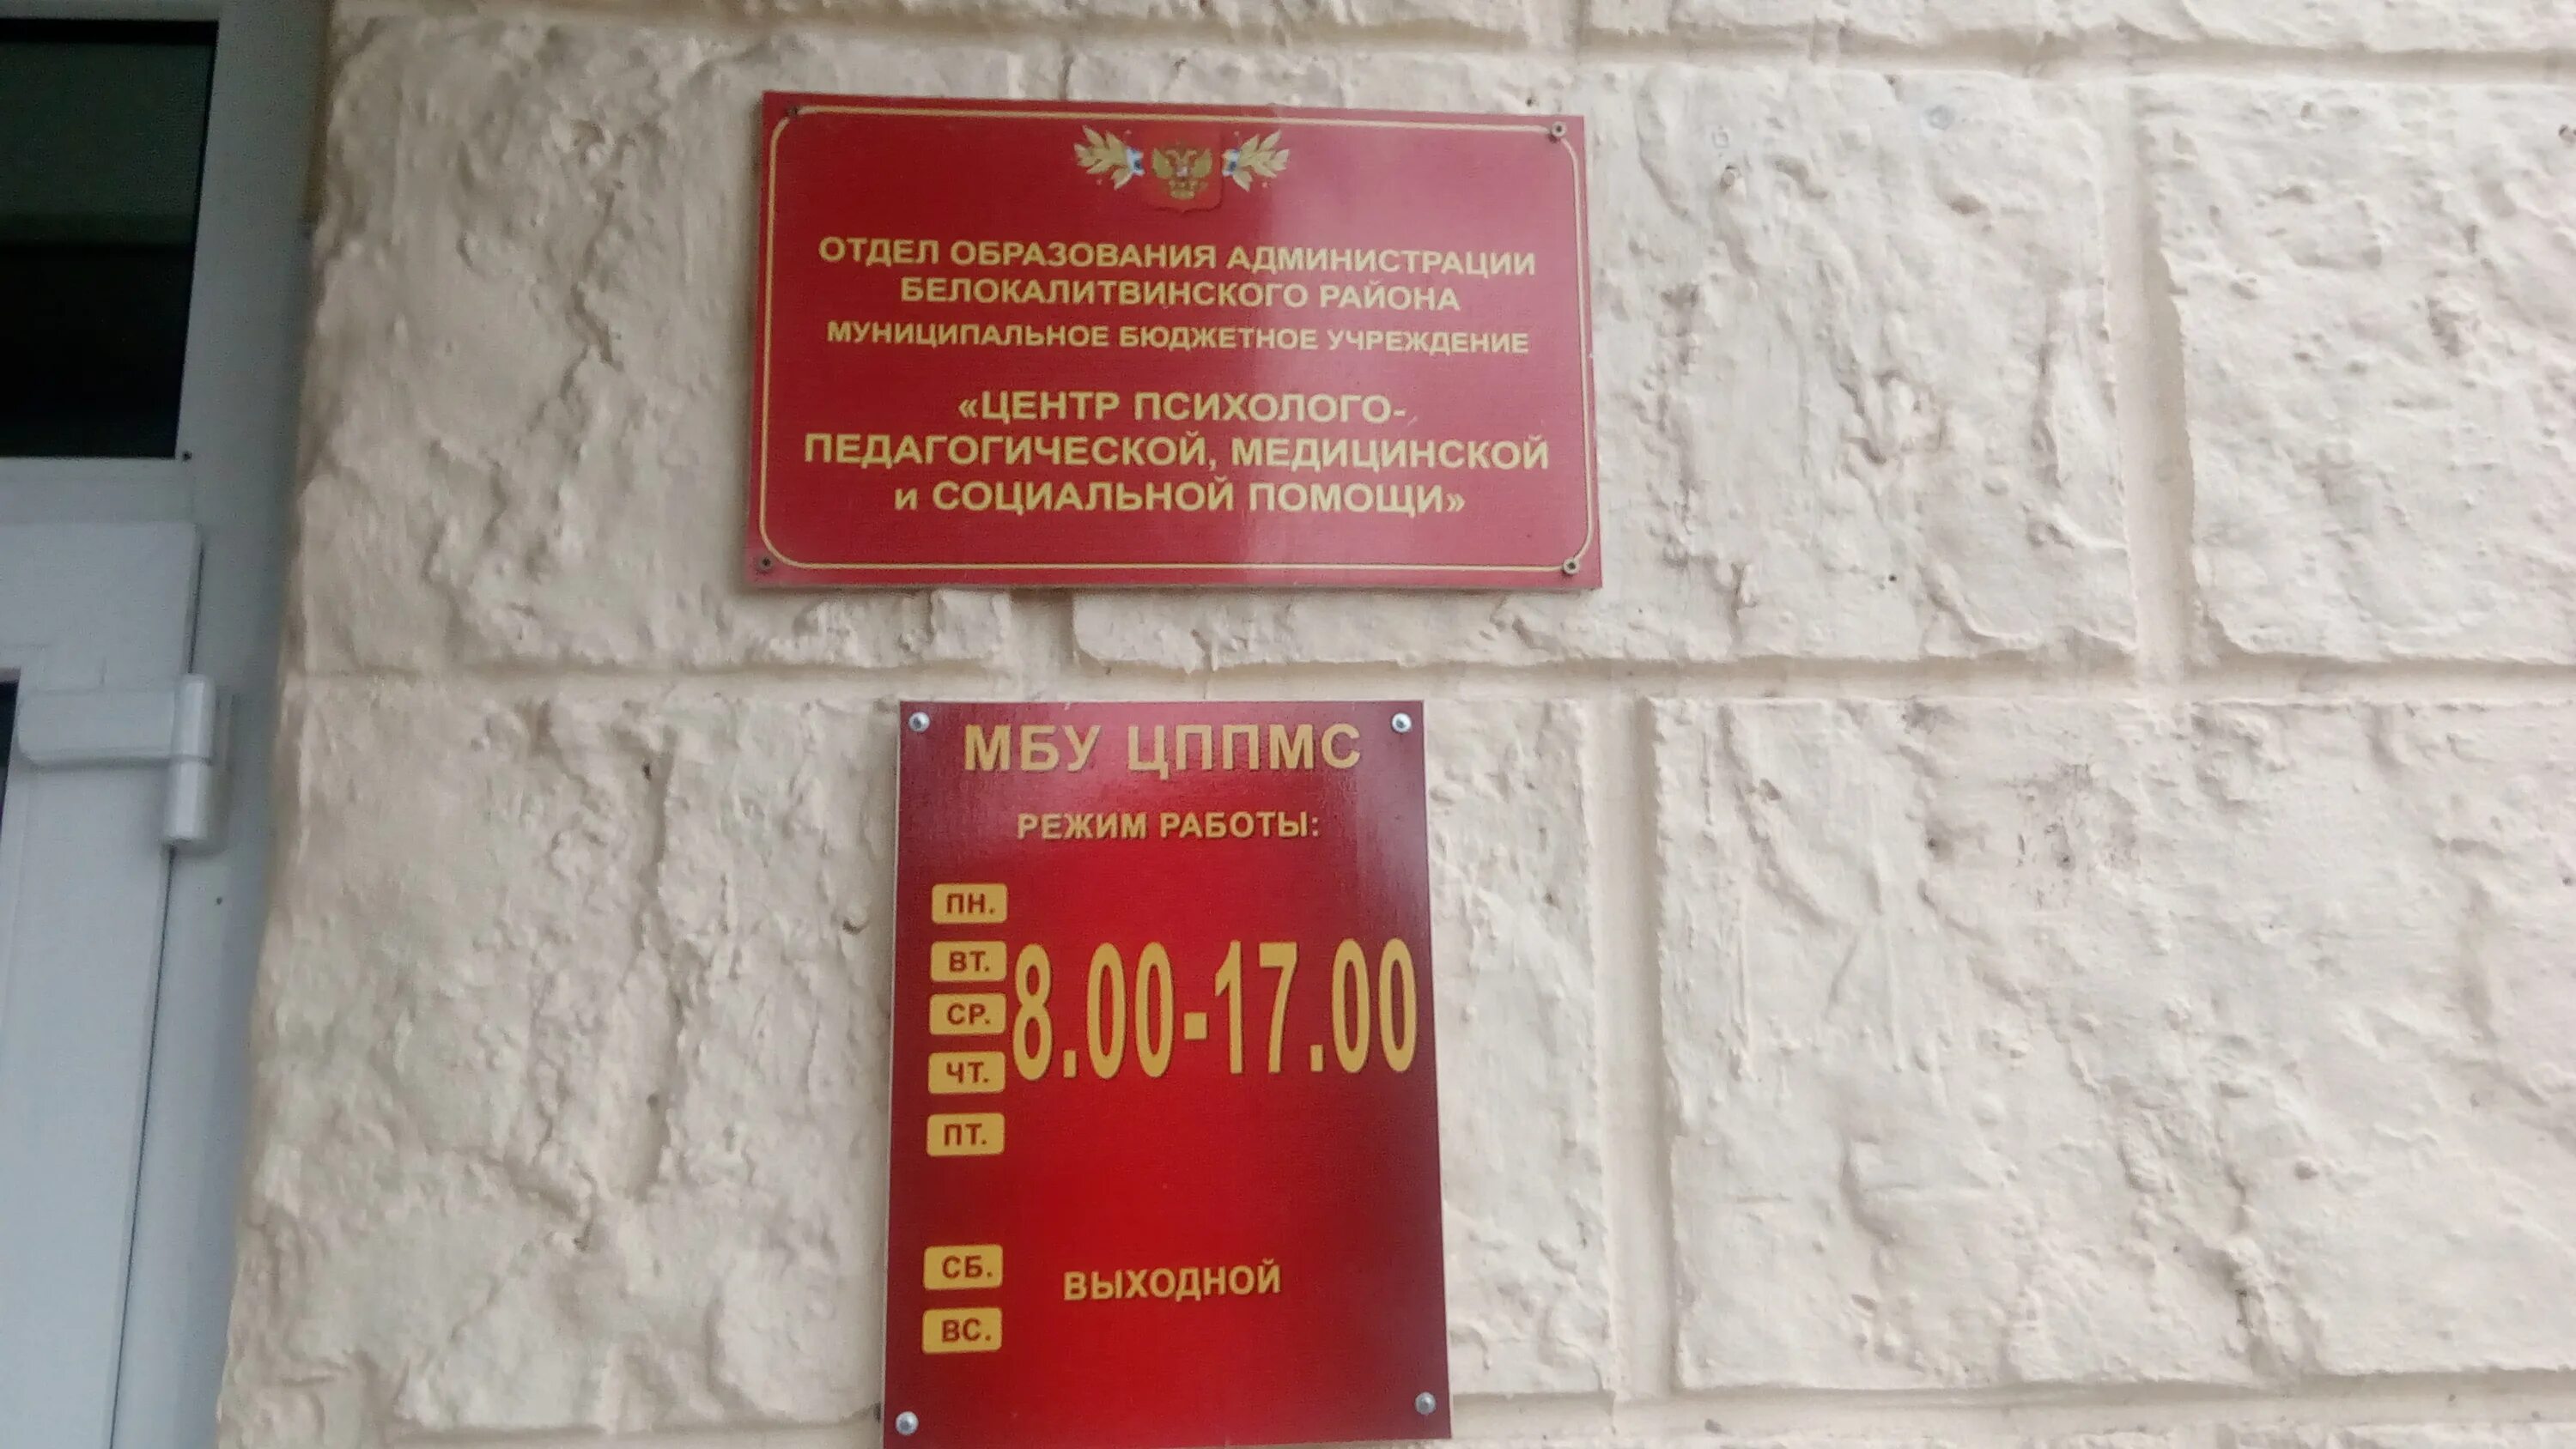 ОТДЕЛ ОБРАЗОВАНИЯ АДМИНИСТРАЦИИ
БЕЛОКАЛИТВИНСКОГО РАЙОНА
МУНИЦИПАЛЬНОЕ БЮДЖЕТНОЕ УЧРЕЖДЕНИЕ
«ЦЕНТР ПСИХОЛОГО-
ПЕДАГОГИЧЕСКОЙ, МЕДИЦИНСКОЙ
и СОЦИАЛЬНОЙ ПОМОЩИ»
МБУ ЦППМС
РЕЖИМ РАБОТЫ:
ПН.
ВТ.
СР. 8.00-17.00
ЧТ.
ПТ.
СБ. ВЫХОДНОЙ
ВС.